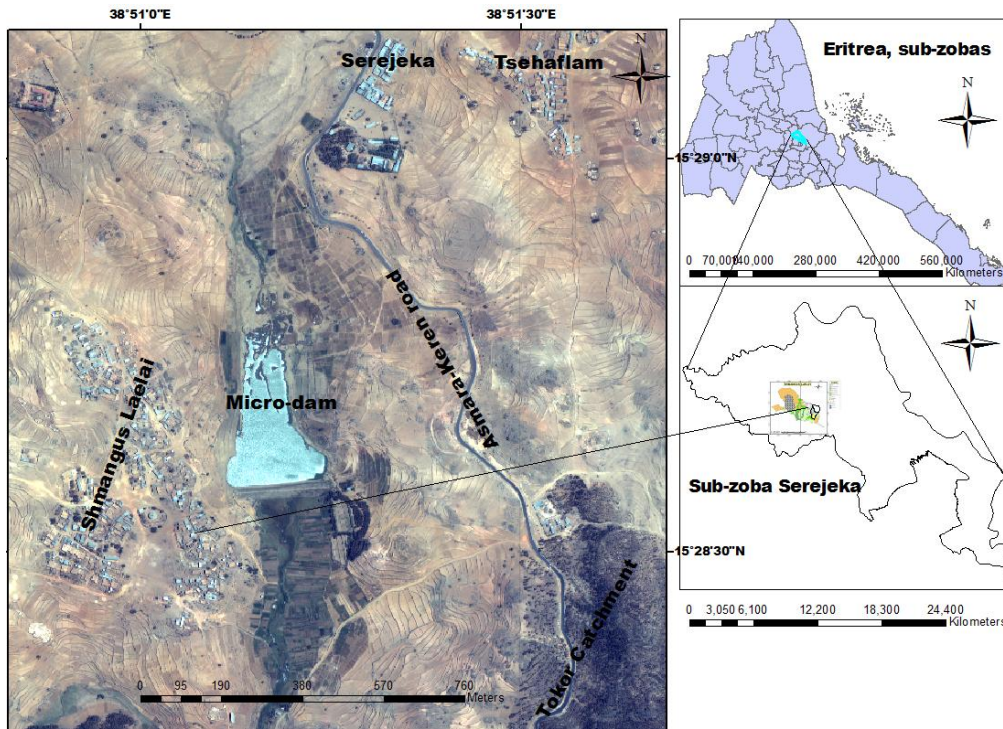 38°51'0"E
38°51'30"E
N
Serejeka
Tsehaflam
Asmara-Keren road
Micro-dam
Shmangus Laelai
Tokor Catchment
0 95 190 380 570 760
Meters
Eritrea, sub-zobas
N
15°29'0"N
0 70,000140,000 280,000 420,000 560,000
Kilometers
N
Sub-zoba Serejeka
15°28'30"N
0 3,050 6,100 12,200 18,300 24,400
Kilometers